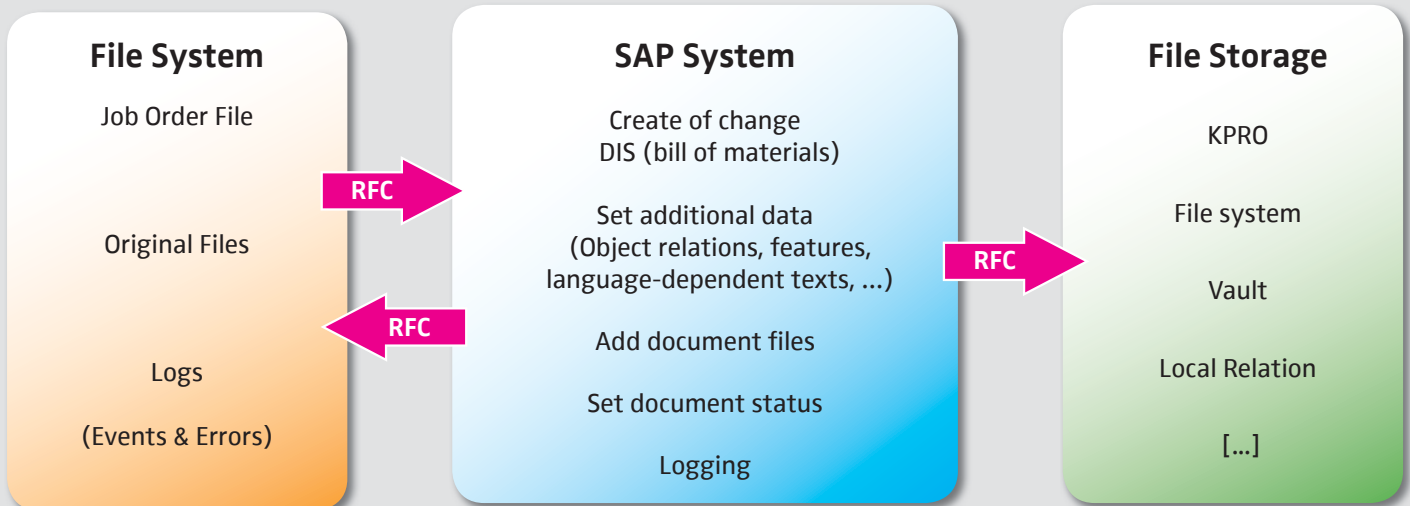 File System
Job Order File
Original Files
Logs
(Events & Errors)
RFC
RFC
SAP System
Create of change
DIS (bill of materials)
Set additional data
(Object relations, features,
language-dependent texts, ...)
Add document files
Set document status
Logging
RFC
File Storage
KPRO
File system
Vault
Local Relation
[...]